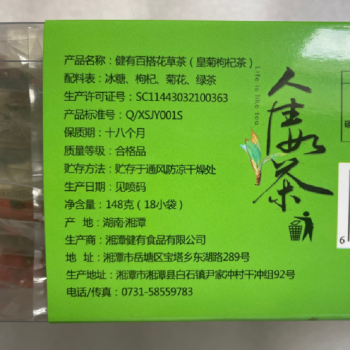 产品名称：健有百搭花草茶（皇菊枸杞茶）
配料表：冰糖、枸杞、菊花、绿茶
生产许可证号：SC11443032100363
产品标准号：Q/XSJY001S
保质期：十八个月
质量等级：合格品
贮存方法：贮存于通风防凉干燥处
生产日期：见喷码
净含量：148克（18小袋）
产 地：湖南·湘潭
生产商：湘潭健有食品有限公司
地 址：湘潭市岳塘区宝塔乡东湖路289号
生产地址：湘潭市湘潭县白石镇尹家冲村干冲组92号
电话/传真：0731-58559783
Life is like tea
人生如茶
6